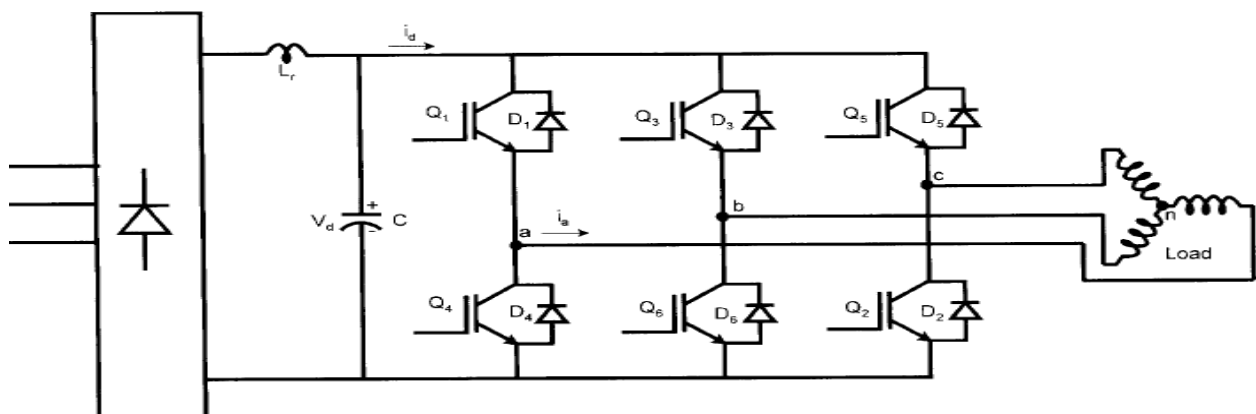 i_d
L_r
Q_1
D_1
Q_3
D_3
Q_5
D_5
c
+
V_d
C
-
b
a
i_a
n
Load
Q_4
D_4
Q_6
D_6
Q_2
D_2